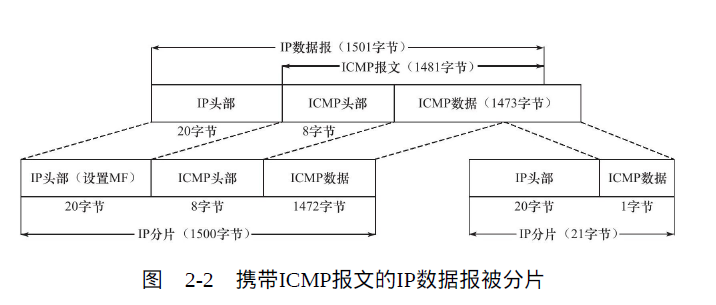 IP数据报（1501字节）
ICMP报文（1481字节）
IP头部 ICMP头部 ICMP数据（1473字节）
20字节 8字节
IP头部（设置MF） ICMP头部 ICMP数据 IP头部 ICMP数据
20字节 8字节 1472字节 20字节 1字节
IP分片（1500字节） IP分片（21字节）
图 2-2 携带ICMP报文的IP数据报被分片